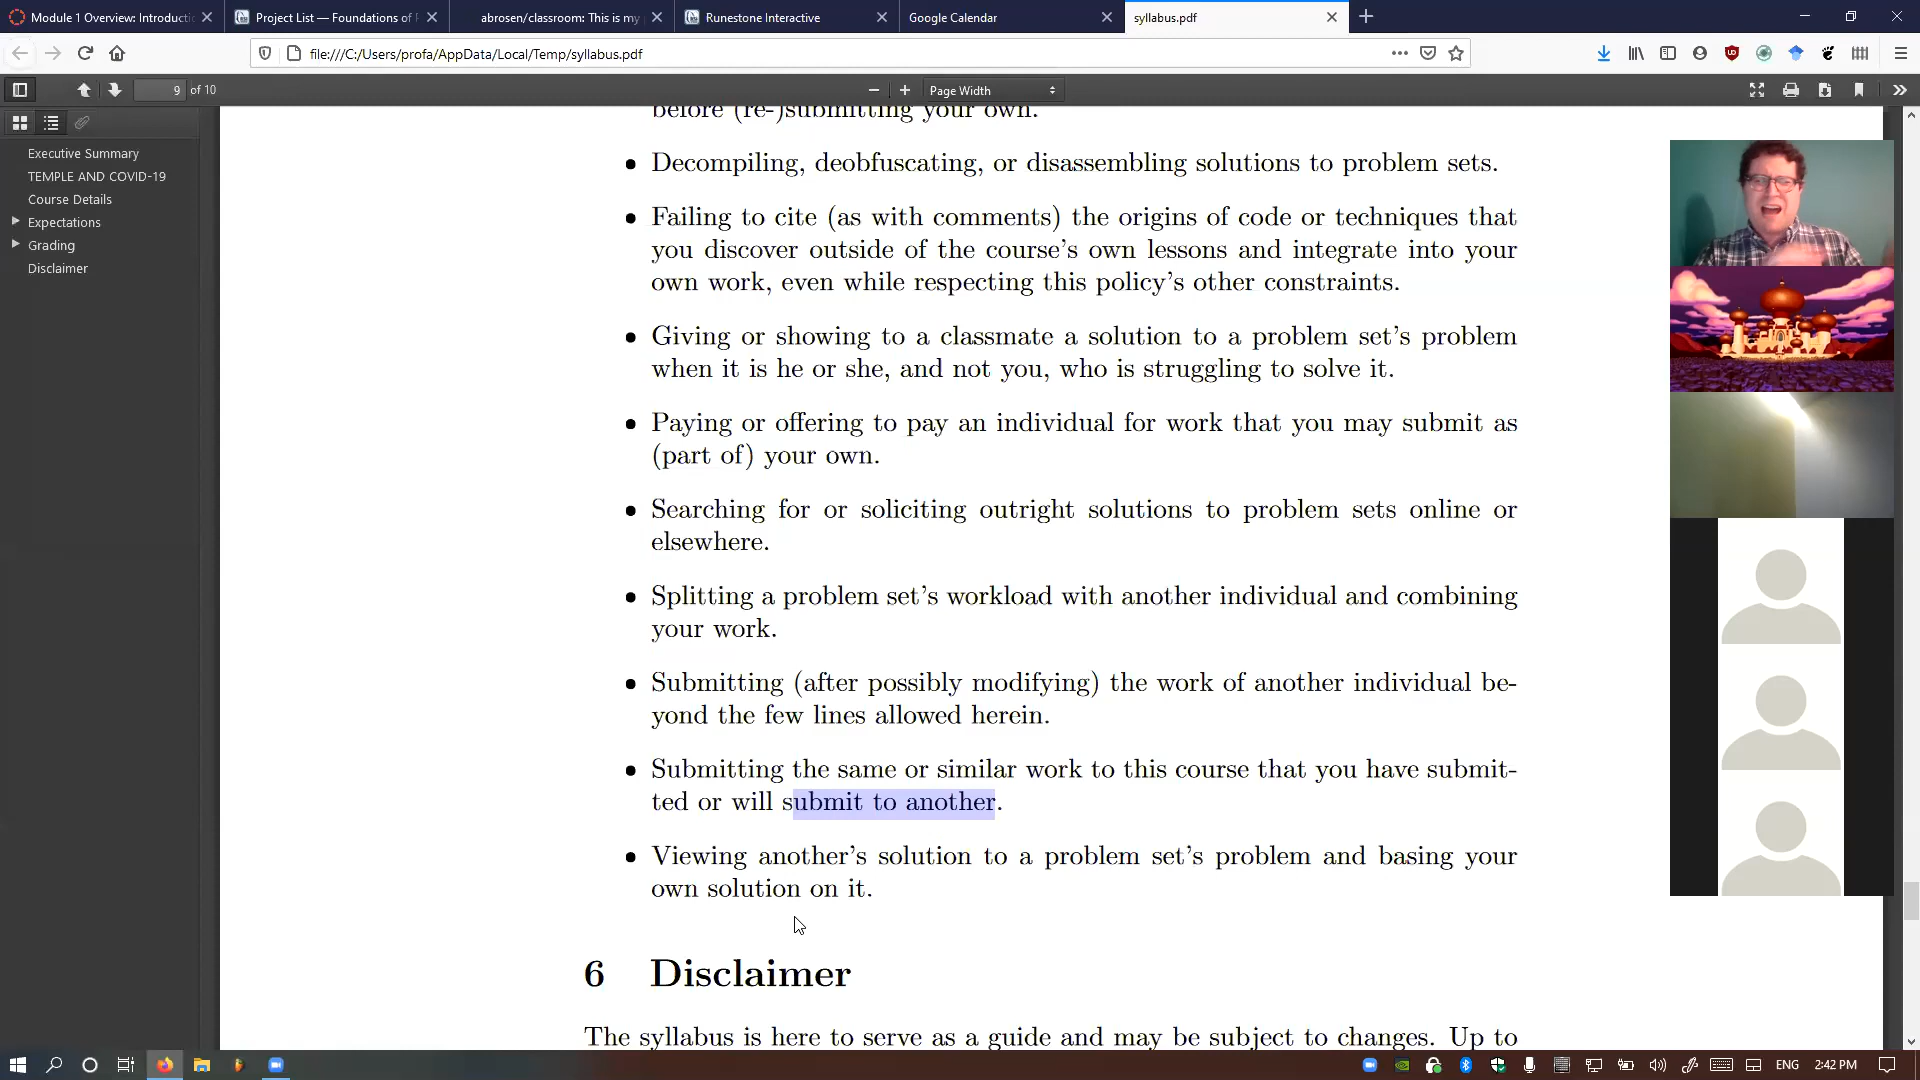 Module 1 Overview: Introducti
Project List — Foundations of
abrosen/classroom: This is my
Runestone Interactive
Google Calendar
syllabus.pdf
file:///C:/Users/profa/AppData/Local/Temp/syllabus.pdf
9 of 10
Page Width
Executive Summary
TEMPLE AND COVID-19
Course Details
Expectations
Grading
Disclaimer
before (re-)submitting your own.
• Decompiling, deobfuscating, or disassembling solutions to problem sets.
• Failing to cite (as with comments) the origins of code or techniques that
you discover outside of the course's own lessons and integrate into your
own work, even while respecting this policy's other constraints.
• Giving or showing to a classmate a solution to a problem set's problem
when it is he or she, and not you, who is struggling to solve it.
• Paying or offering to pay an individual for work that you may submit as
(part of) your own.
• Searching for or soliciting outright solutions to problem sets online or
elsewhere.
• Splitting a problem set's workload with another individual and combining
your work.
• Submitting (after possibly modifying) the work of another individual be-
yond the few lines allowed herein.
• Submitting the same or similar work to this course that you have submit-
ted or will submit to another.
• Viewing another's solution to a problem set's problem and basing your
own solution on it.
6 Disclaimer
The syllabus is here to serve as a guide and may be subject to changes. Up to
ENG
2:42 PM